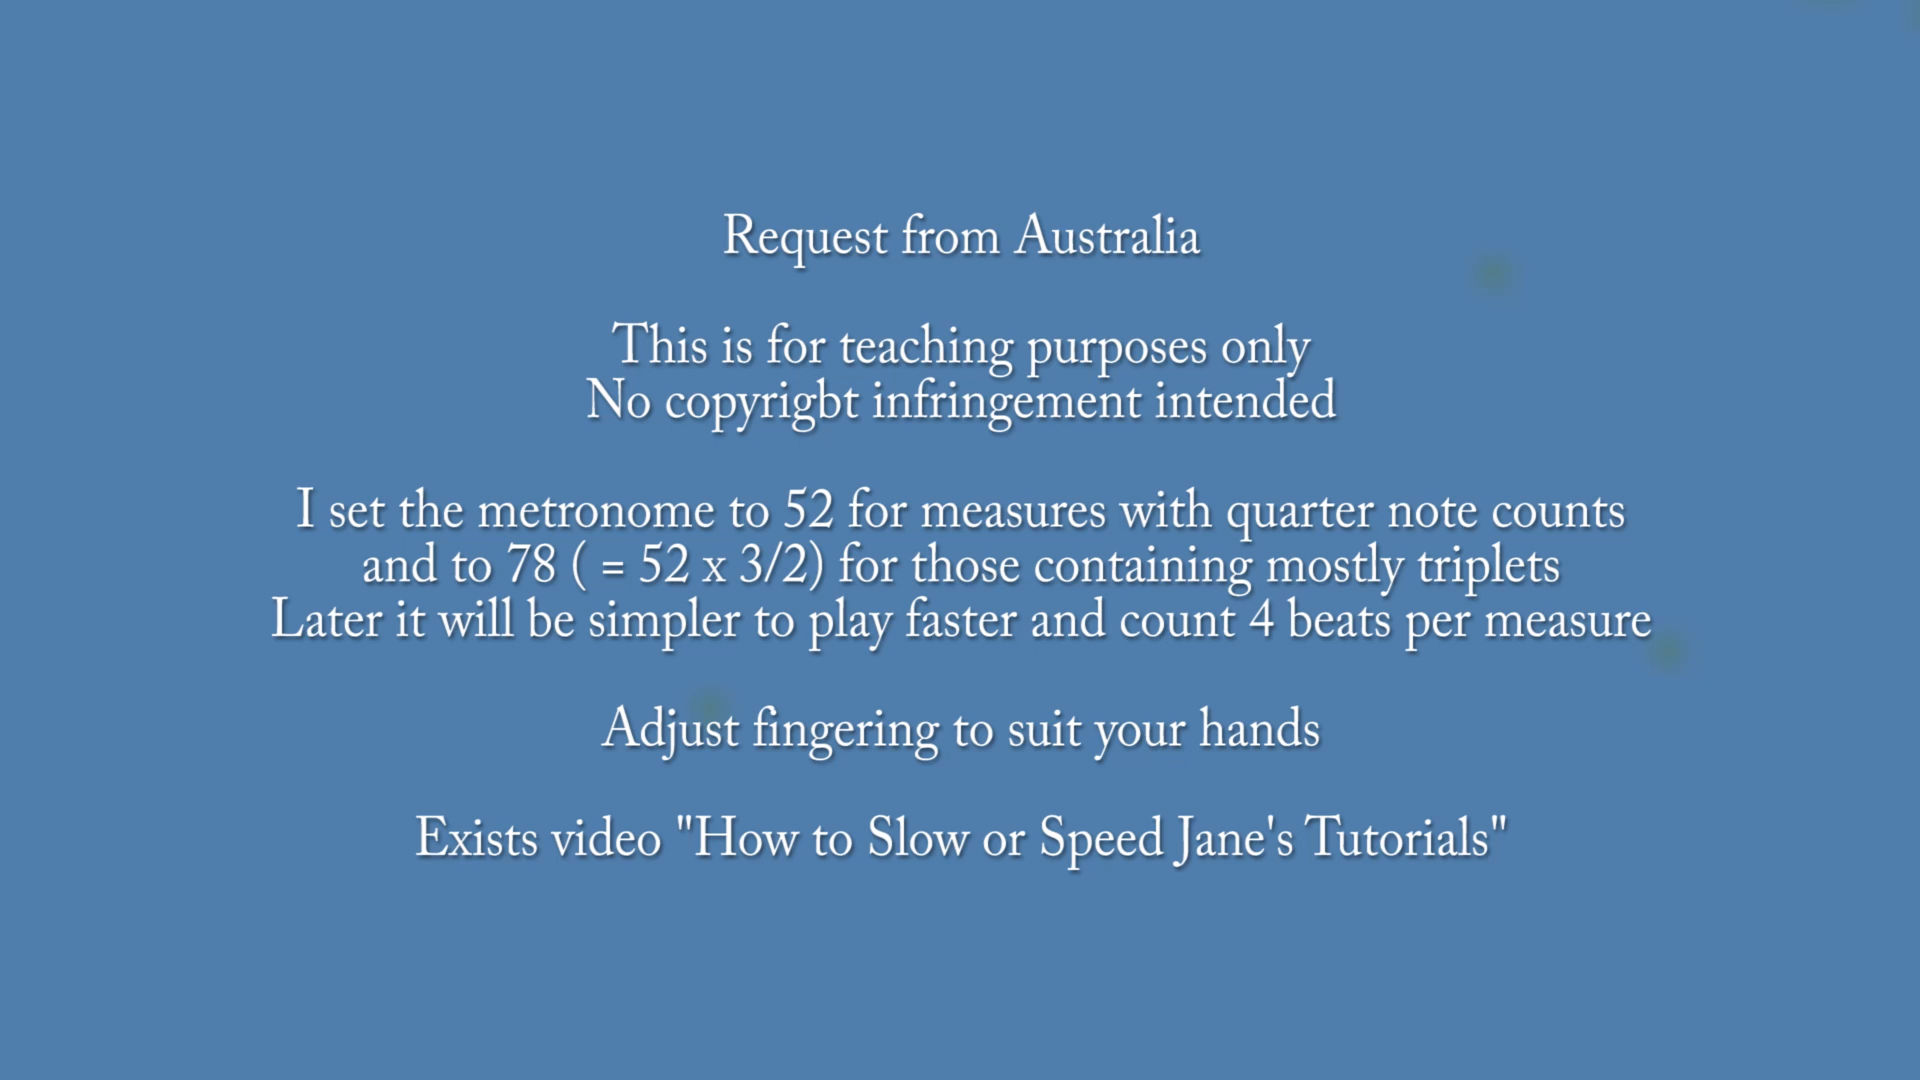 Request from Australia
This is for teaching purposes only
No copyrigbt infringement intended
I set the metronome to 52 for measures with quarter note counts
and to 78 ( = 52 x 3/2) for those containing mostly triplets
Later it will be simpler to play faster and count 4 beats per measure
Adjust fingering to suit your hands
Exists video "How to Slow or Speed Jane's Tutorials"